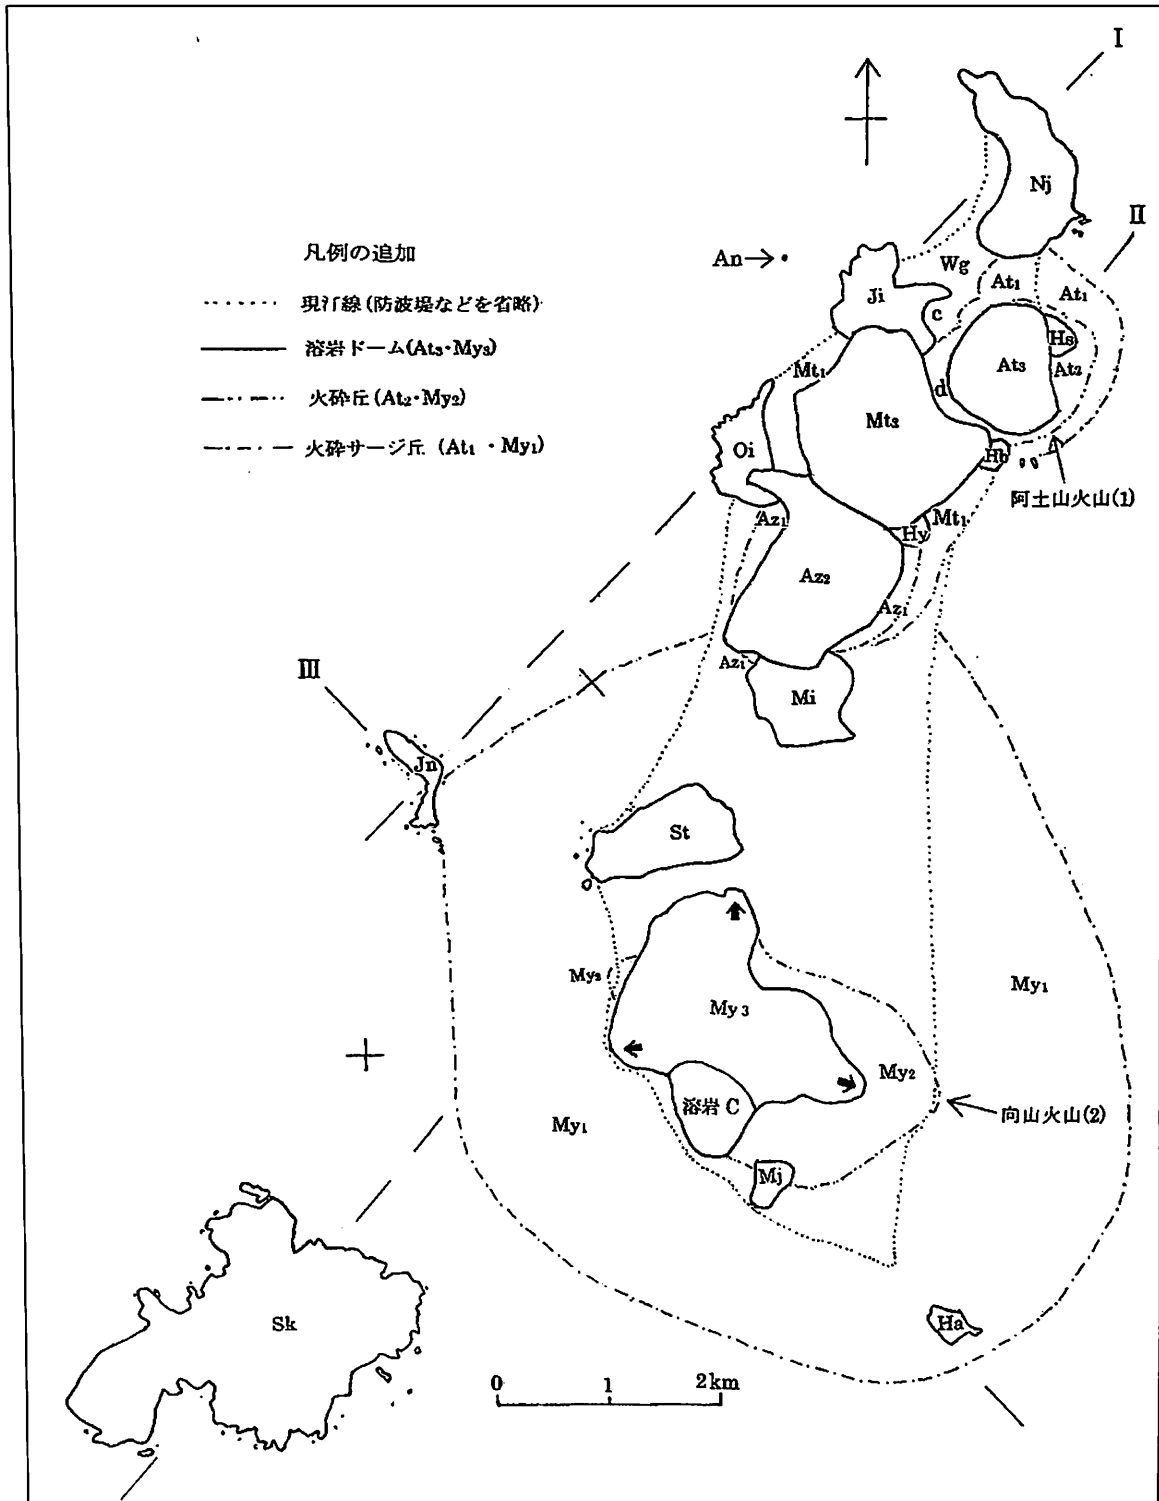 I
Nj
II
An
Wg
At₁
At₁
Ji
c
Hs
At₃
At₂
凡例の追加
現汀線(防波堤などを省略)
溶岩ドーム(At₃・My₃)
火砕丘(At₂・My₂)
火砕サージ丘(At₁・My₁)
Mt₁
d
Mt₂
Oi
Hb
阿土山火山(1)
Az₁
Hy
Mt₁
Az₂
Az₁
III
Az₁
Mi
Jn
St
My₃
My₁
My 3
My₂
溶岩 C
向山火山(2)
My₁
Mj
Sk
Ha
0 1 2km